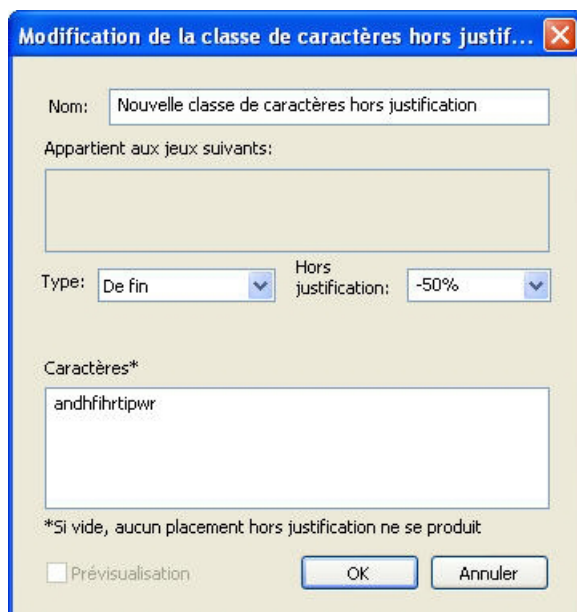 Modification de la classe de caractères hors justif...
Nom: Nouvelle classe de caractères hors justification
Appartient aux jeux suivants:
Type: De fin Hors justification: -50%
Caractères*
andhfihrtipwr
*Si vide, aucun placement hors justification ne se produit
Prévisualisation OK Annuler